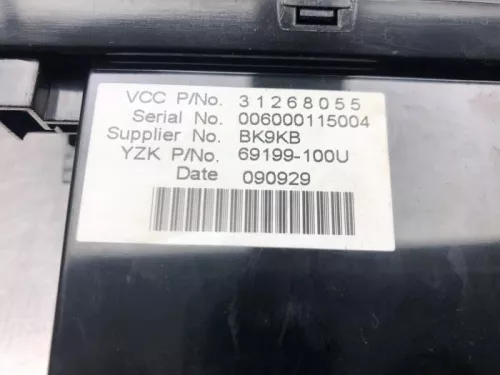 VCC P/No. 31268055
Serial No. 006000115004
Supplier No. BK9KB
YZK P/No. 69199-100U
Date 090929